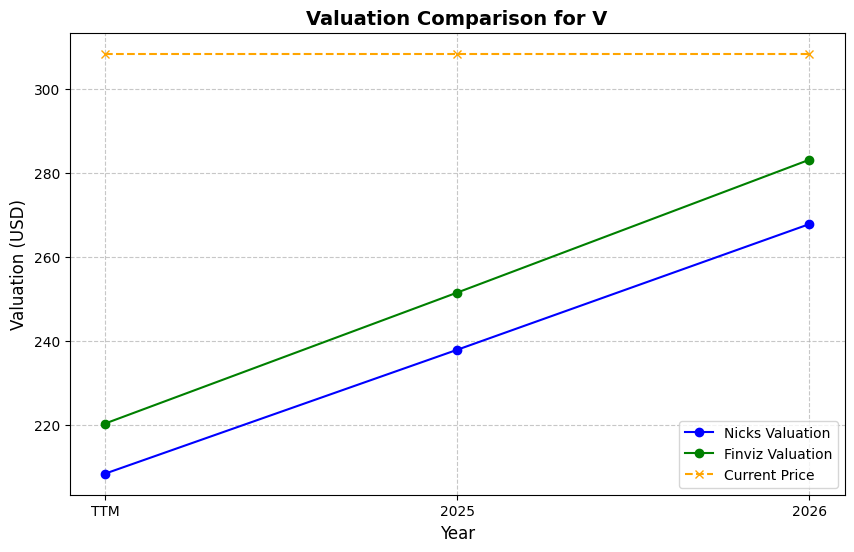 Valuation Comparison for V
Valuation (USD)
300
280
260
240
220
TTM
2025
2026
Year
Nicks Valuation
Finviz Valuation
Current Price